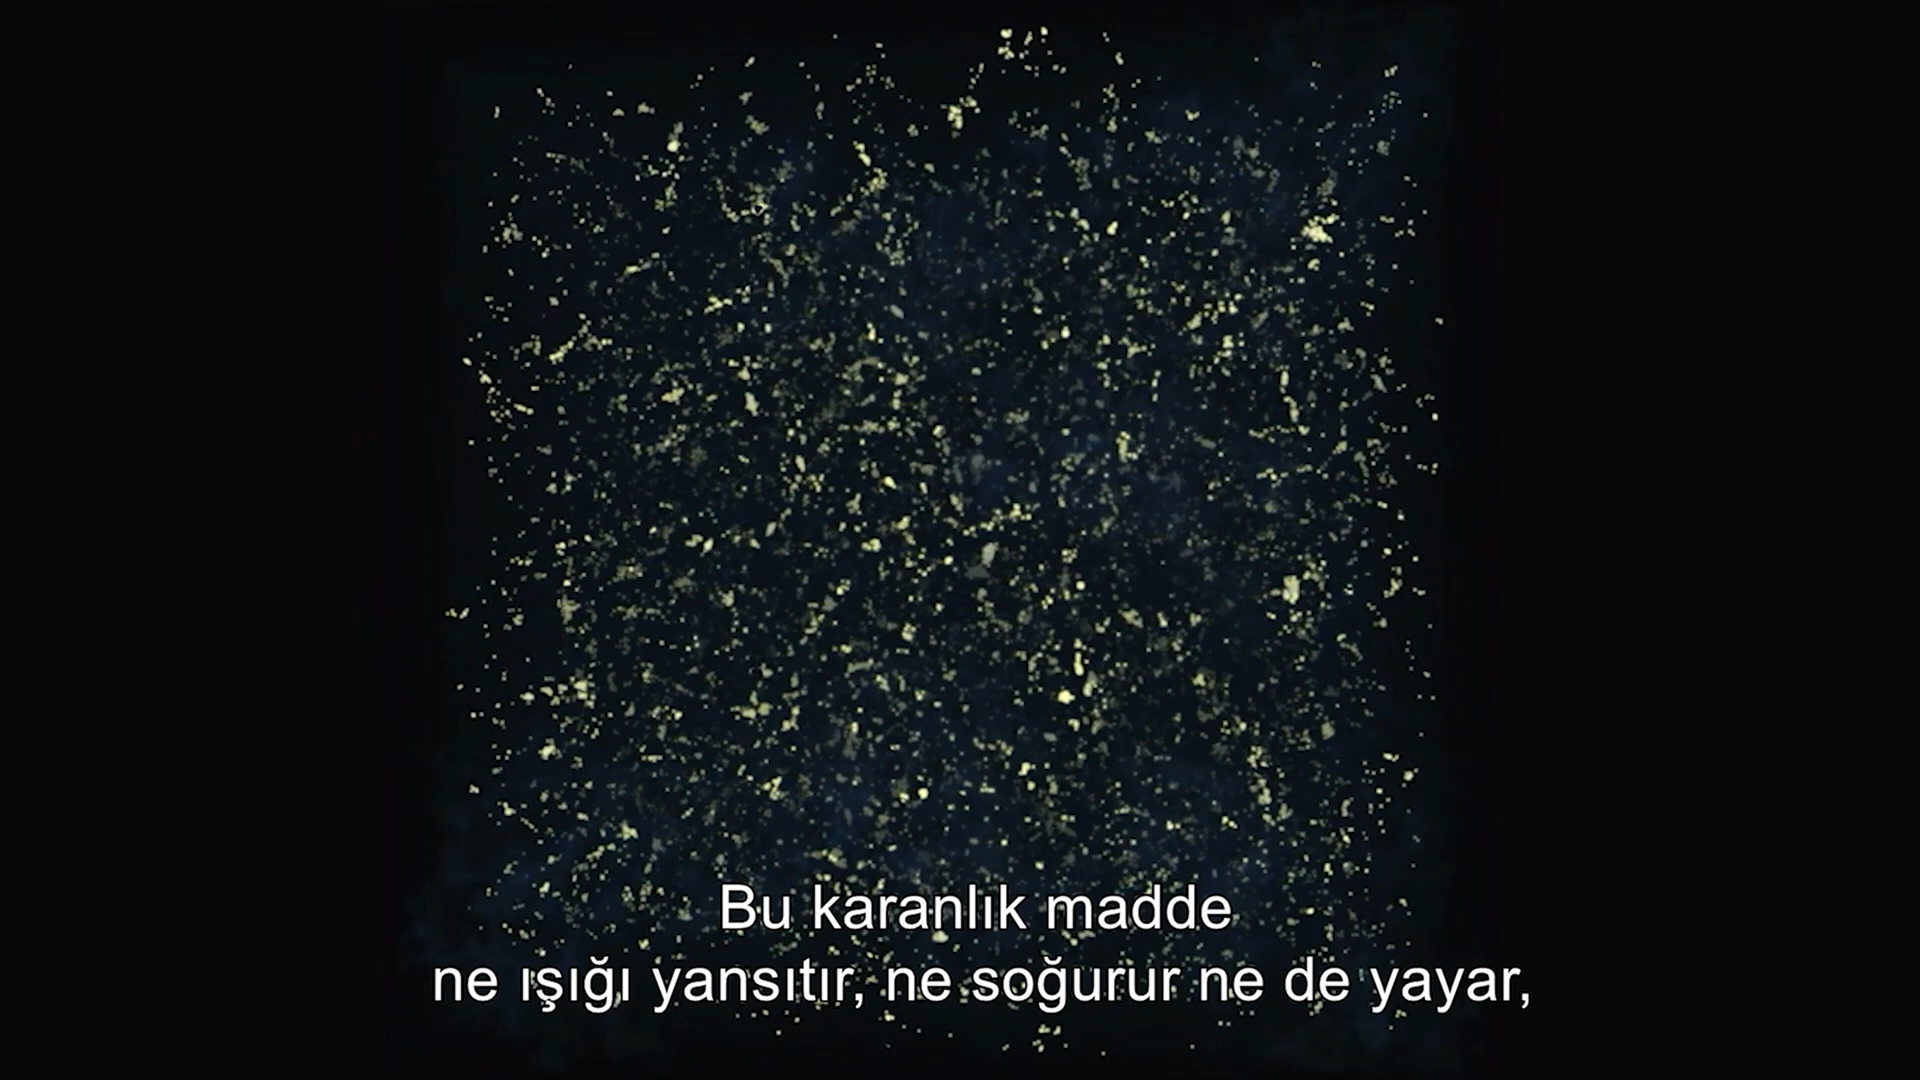 Bu karanlık madde
ne ışığı yansıtır, ne soğurur ne de yayar,